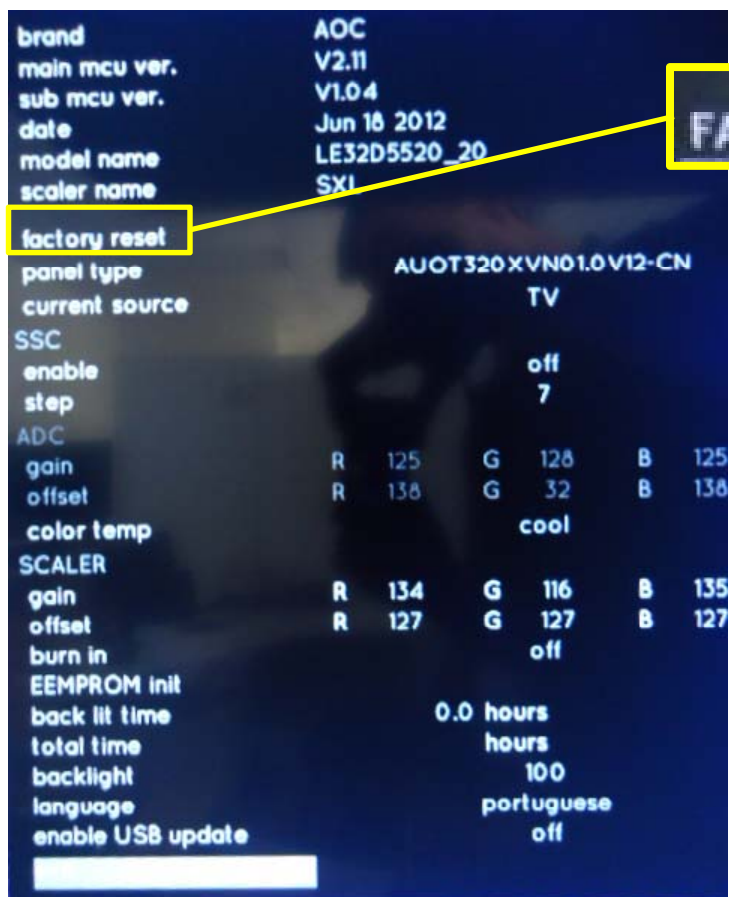 brand AOC
main mcu ver. V2.11
sub mcu ver. V1.04
date Jun 18 2012
model name LE32D5520_20
scaler name SXL
FA
factory reset
panel type AUOT320XVN01.0V12-CN
current source TV
SSC
enable off
step 7
ADC
gain R 125 G 128 B 125
offset R 138 G 32 B 138
color temp cool
SCALER
gain R 134 G 116 B 135
offset R 127 G 127 B 127
burn in off
EEMPROM init
back lit time 0.0 hours
total time hours
backlight 100
language portuguese
enable USB update off